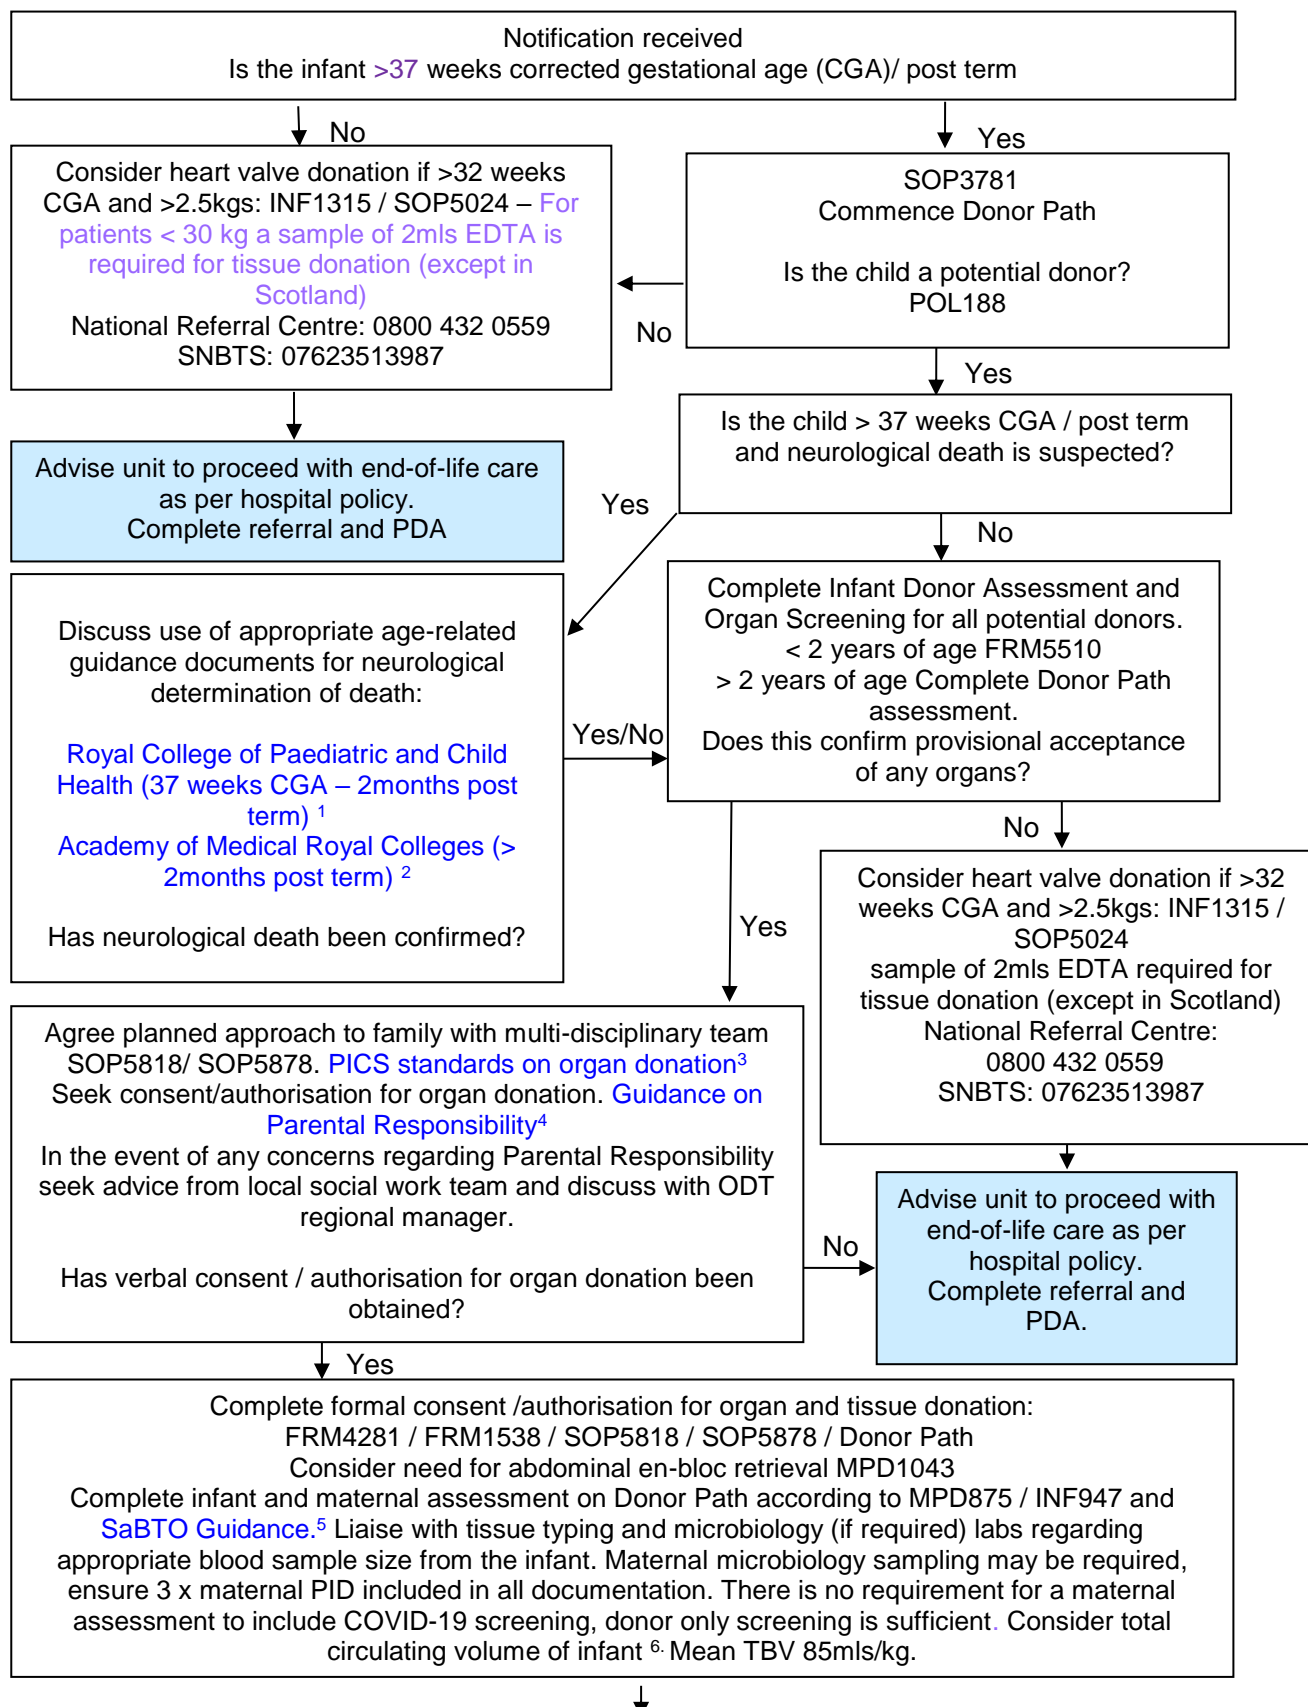 Notification received
Is the infant >37 weeks corrected gestational age (CGA)/ post term
No
Yes
Consider heart valve donation if >32 weeks
CGA and >2.5kgs: INF1315 / SOP5024 – For
patients < 30 kg a sample of 2mls EDTA is
required for tissue donation (except in
Scotland)
National Referral Centre: 0800 432 0559
SNBTS: 07623513987
SOP3781
Commence Donor Path
Is the child a potential donor?
POL188
No
Yes
Is the child > 37 weeks CGA / post term
and neurological death is suspected?
Advise unit to proceed with end-of-life care
as per hospital policy.
Complete referral and PDA
Yes
No
Discuss use of appropriate age-related
guidance documents for neurological
determination of death:
Royal College of Paediatric and Child
Health (37 weeks CGA – 2months post
term) 1
Academy of Medical Royal Colleges (>
2months post term) 2
Has neurological death been confirmed?
Yes/No
Complete Infant Donor Assessment and
Organ Screening for all potential donors.
< 2 years of age FRM5510
> 2 years of age Complete Donor Path
assessment.
Does this confirm provisional acceptance
of any organs?
No
Yes
Consider heart valve donation if >32
weeks CGA and >2.5kgs: INF1315 /
SOP5024
sample of 2mls EDTA required for
tissue donation (except in Scotland)
National Referral Centre:
0800 432 0559
SNBTS: 07623513987
Agree planned approach to family with multi-disciplinary team
SOP5818/ SOP5878. PICS standards on organ donation3
Seek consent/authorisation for organ donation. Guidance on
Parental Responsibility4
In the event of any concerns regarding Parental Responsibility
seek advice from local social work team and discuss with ODT
regional manager.
Has verbal consent / authorisation for organ donation been
obtained?
No
Advise unit to proceed with
end-of-life care as per
hospital policy.
Complete referral and
PDA.
Yes
Complete formal consent /authorisation for organ and tissue donation:
FRM4281 / FRM1538 / SOP5818 / SOP5878 / Donor Path
Consider need for abdominal en-bloc retrieval MPD1043
Complete infant and maternal assessment on Donor Path according to MPD875 / INF947 and
SaBTO Guidance.5 Liaise with tissue typing and microbiology (if required) labs regarding
appropriate blood sample size from the infant. Maternal microbiology sampling may be required,
ensure 3 x maternal PID included in all documentation. There is no requirement for a maternal
assessment to include COVID-19 screening, donor only screening is sufficient. Consider total
circulating volume of infant 6. Mean TBV 85mls/kg.